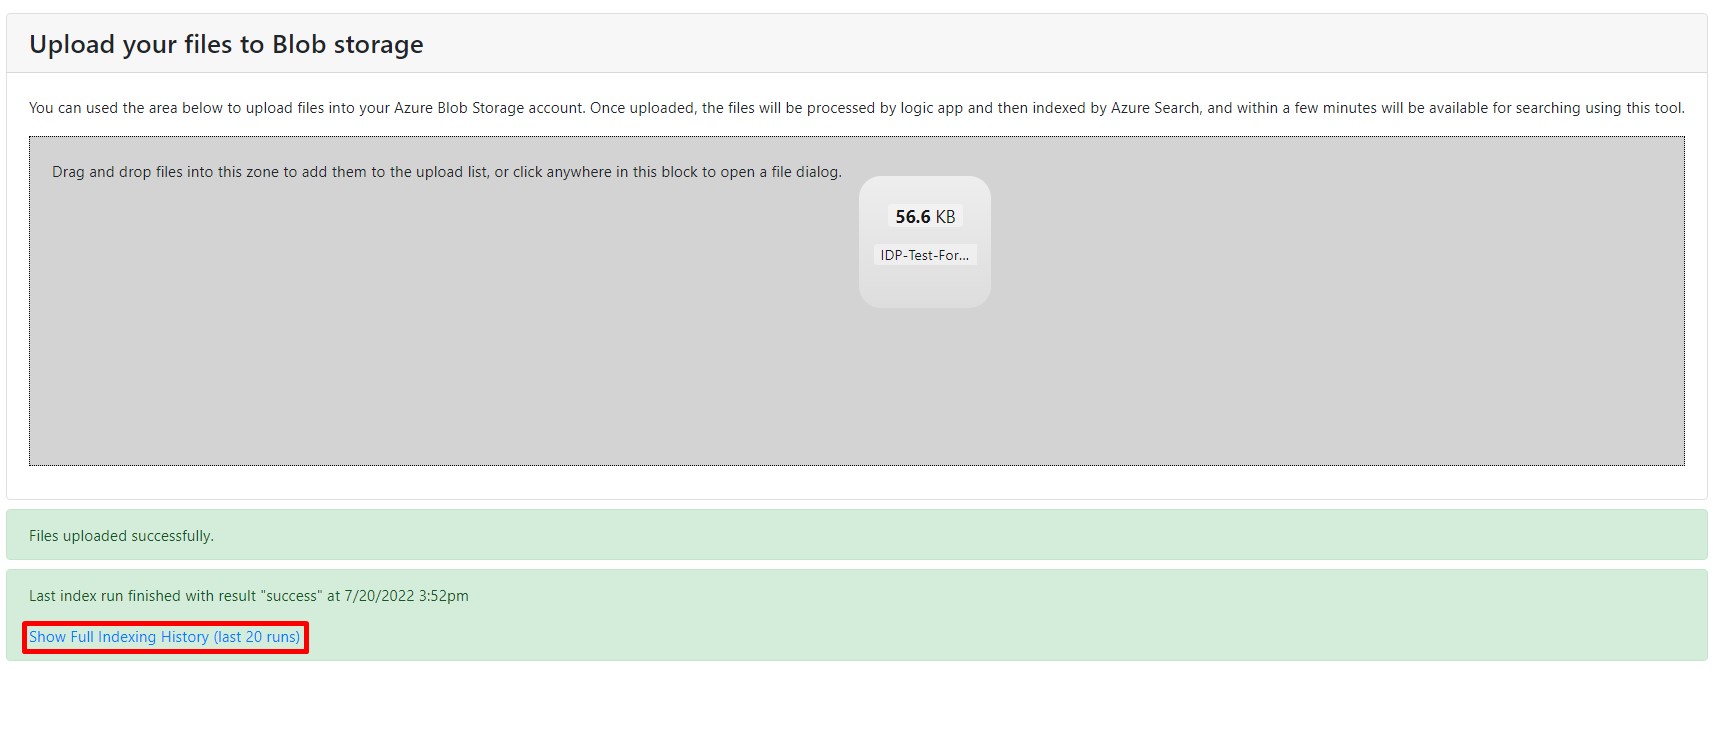 Upload your files to Blob storage
You can used the area below to upload files into your Azure Blob Storage account. Once uploaded, the files will be processed by logic app and then indexed by Azure Search, and within a few minutes will be available for searching using this tool.
Drag and drop files into this zone to add them to the upload list, or click anywhere in this block to open a file dialog.
56.6 KB
IDP-Test-For...
Files uploaded successfully.
Last index run finished with result "success" at 7/20/2022 3:52pm
Show Full Indexing History (last 20 runs)